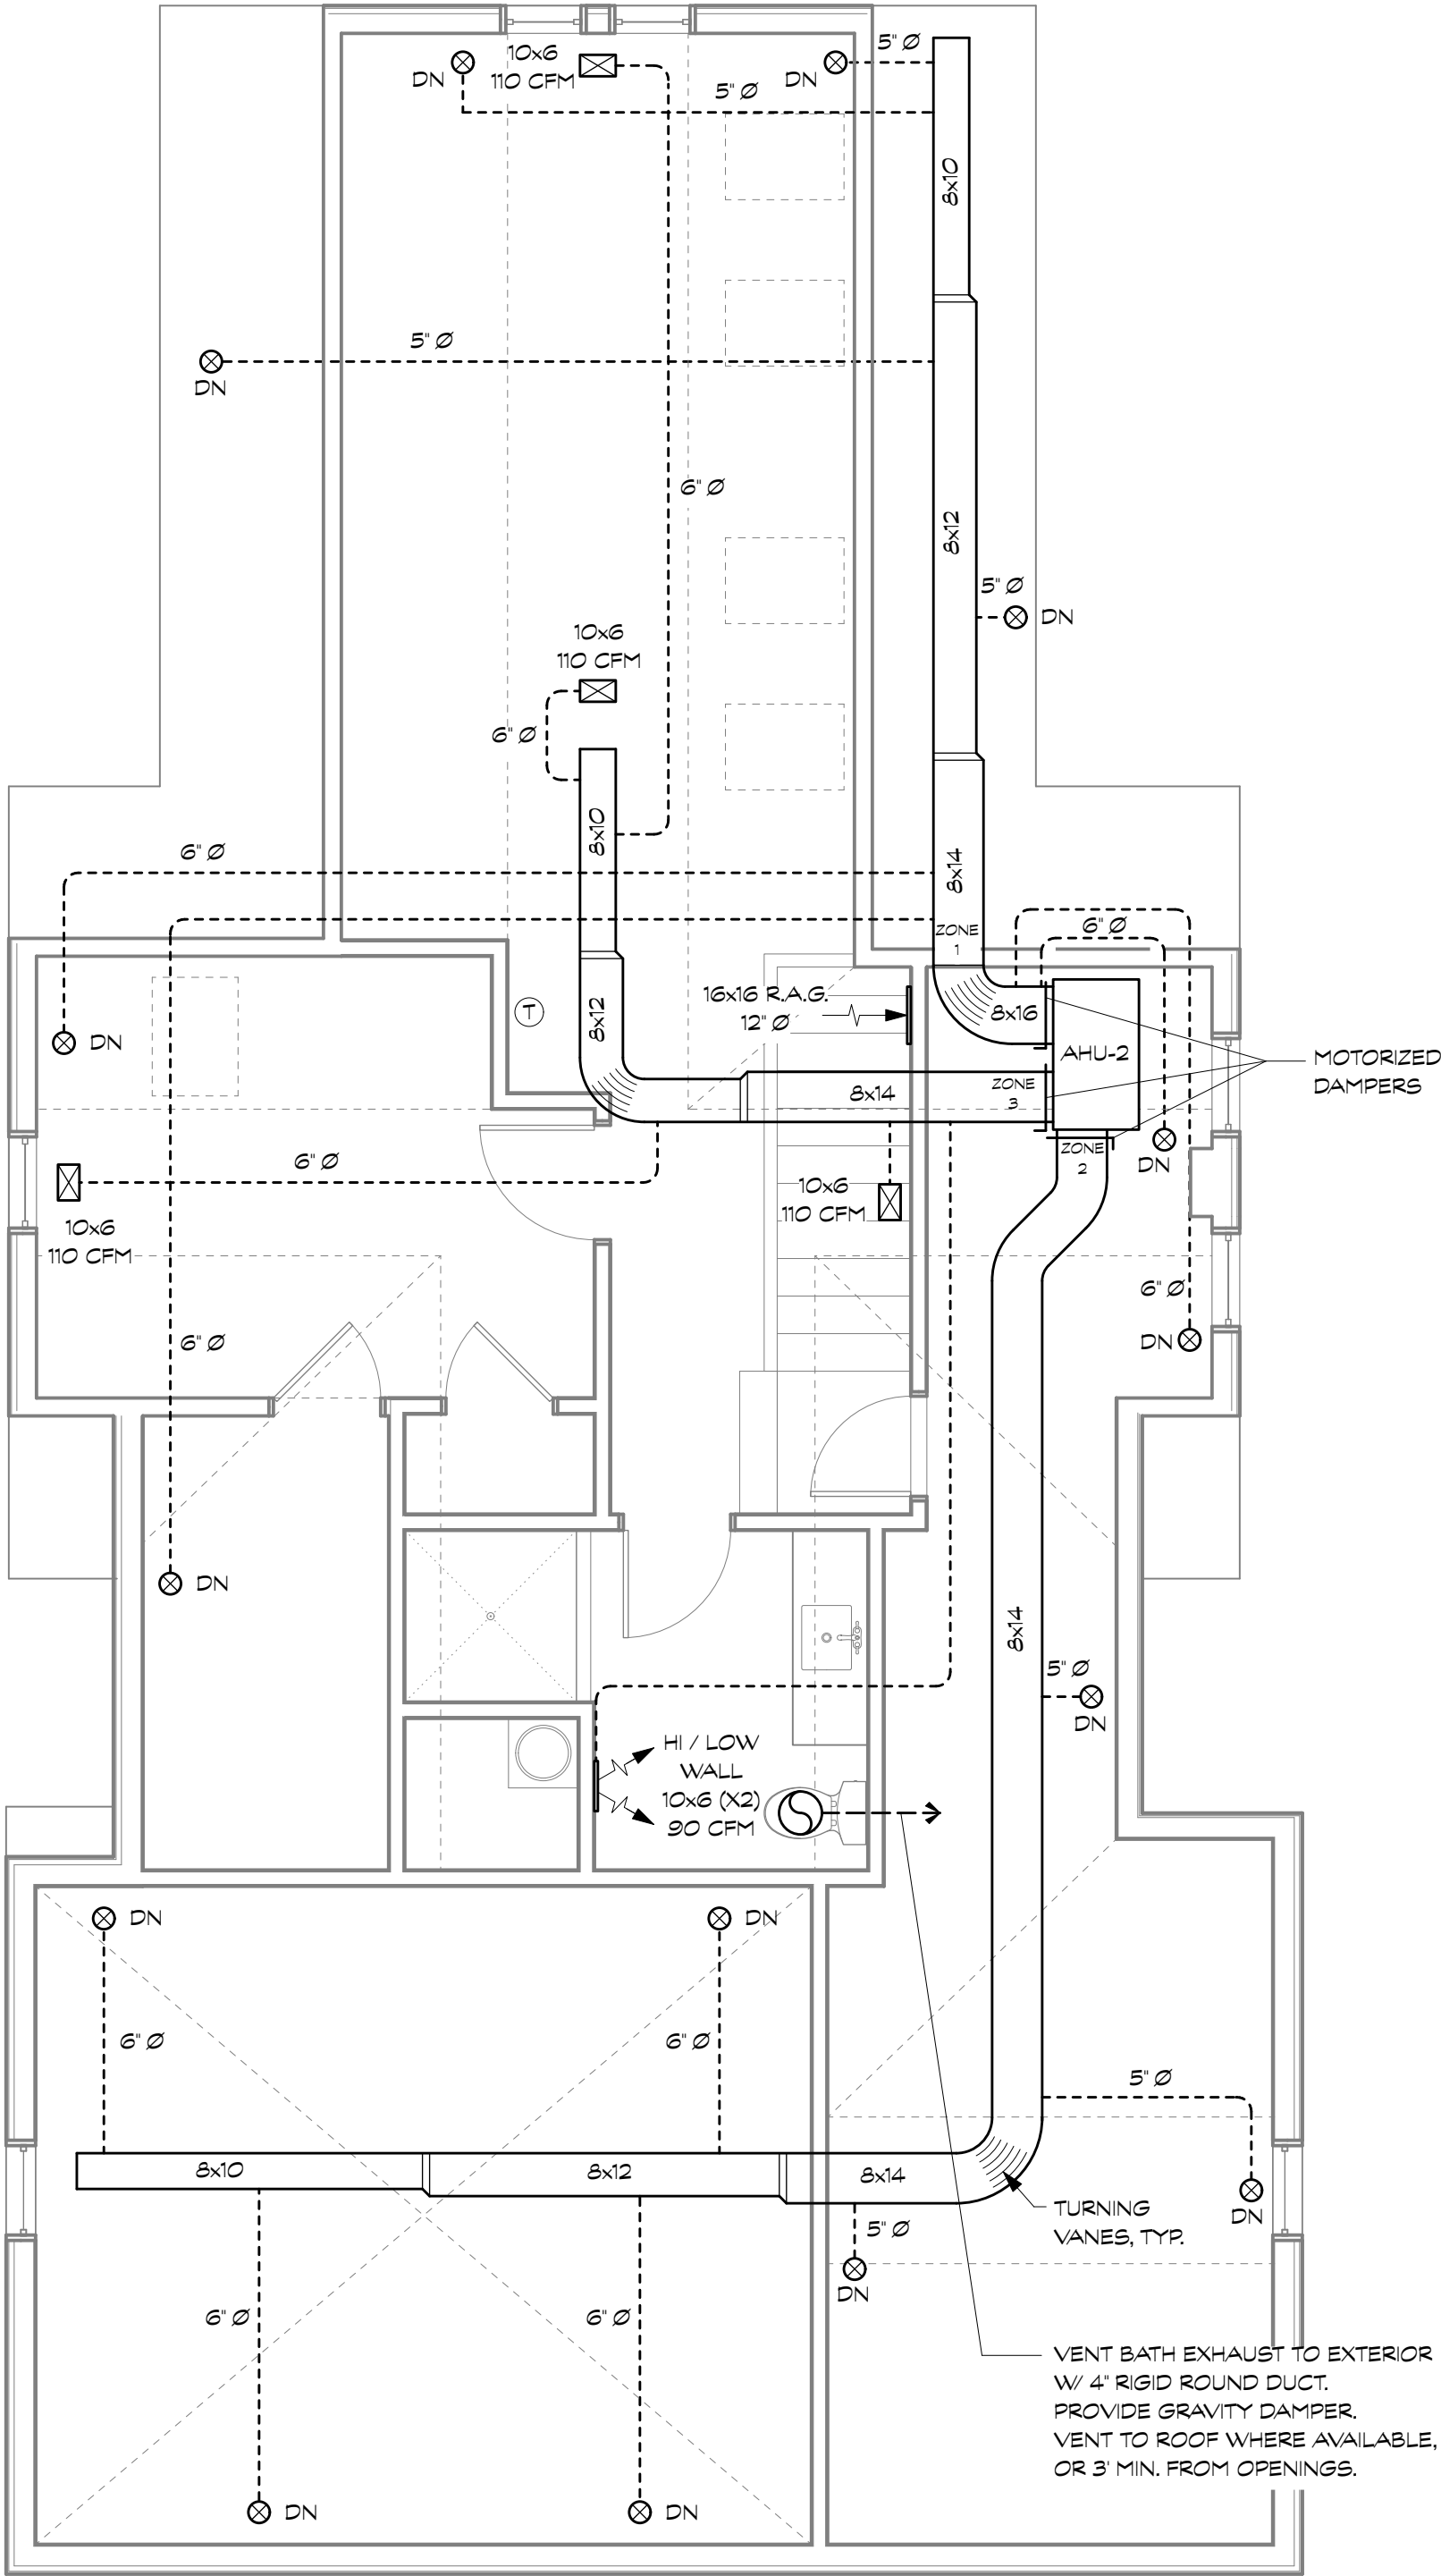 10x6
110 CFM
DN
DN
5" Ø
5" Ø
8x10
5" Ø
DN
6" Ø
8x12
5" Ø
DN
10x6
110 CFM
6" Ø
8x10
6" Ø
8x14
6" Ø
ZONE
1
16x16 R.A.G.
12" Ø
8x12
T
8x16
AHU-2
DN
MOTORIZED
DAMPERS
8x14
ZONE
3
ZONE
2
DN
6" Ø
10x6
110 CFM
10x6
110 CFM
6" Ø
DN
6" Ø
DN
8x14
5" Ø
DN
HI / LOW
WALL
10x6 (X2)
90 CFM
DN
DN
6" Ø
6" Ø
5" Ø
8x10
8x12
8x14
DN
TURNING
VANES, TYP.
5" Ø
DN
6" Ø
6" Ø
VENT BATH EXHAUST TO EXTERIOR
W/ 4" RIGID ROUND DUCT.
PROVIDE GRAVITY DAMPER.
VENT TO ROOF WHERE AVAILABLE,
OR 3' MIN. FROM OPENINGS.
DN
DN